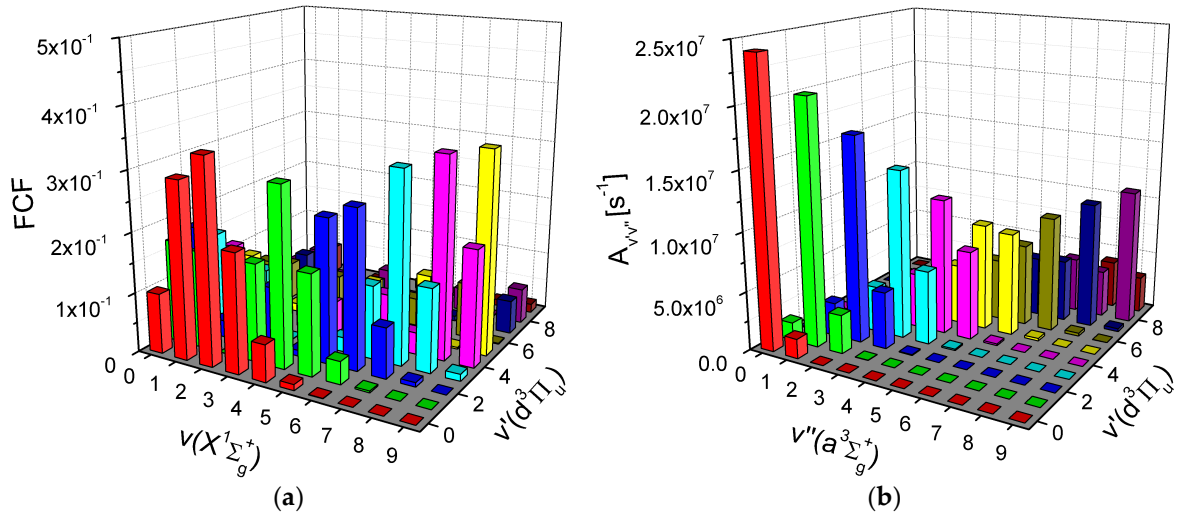 5x10⁻¹
4x10⁻¹
3x10⁻¹
2x10⁻¹
1x10⁻¹
0
FCF
0 1 2 3 4 5 6 7 8 9
v(X¹Σg⁺)
0 2 4 6 8
v'(d³Πu)
(a)
2.5x10⁷
2.0x10⁷
1.5x10⁷
1.0x10⁷
5.0x10⁶
0.0
Av'v" [s⁻¹]
0 1 2 3 4 5 6 7 8 9
v"(a³Σg⁺)
0 2 4 6 8
v'(d³Πu)
(b)